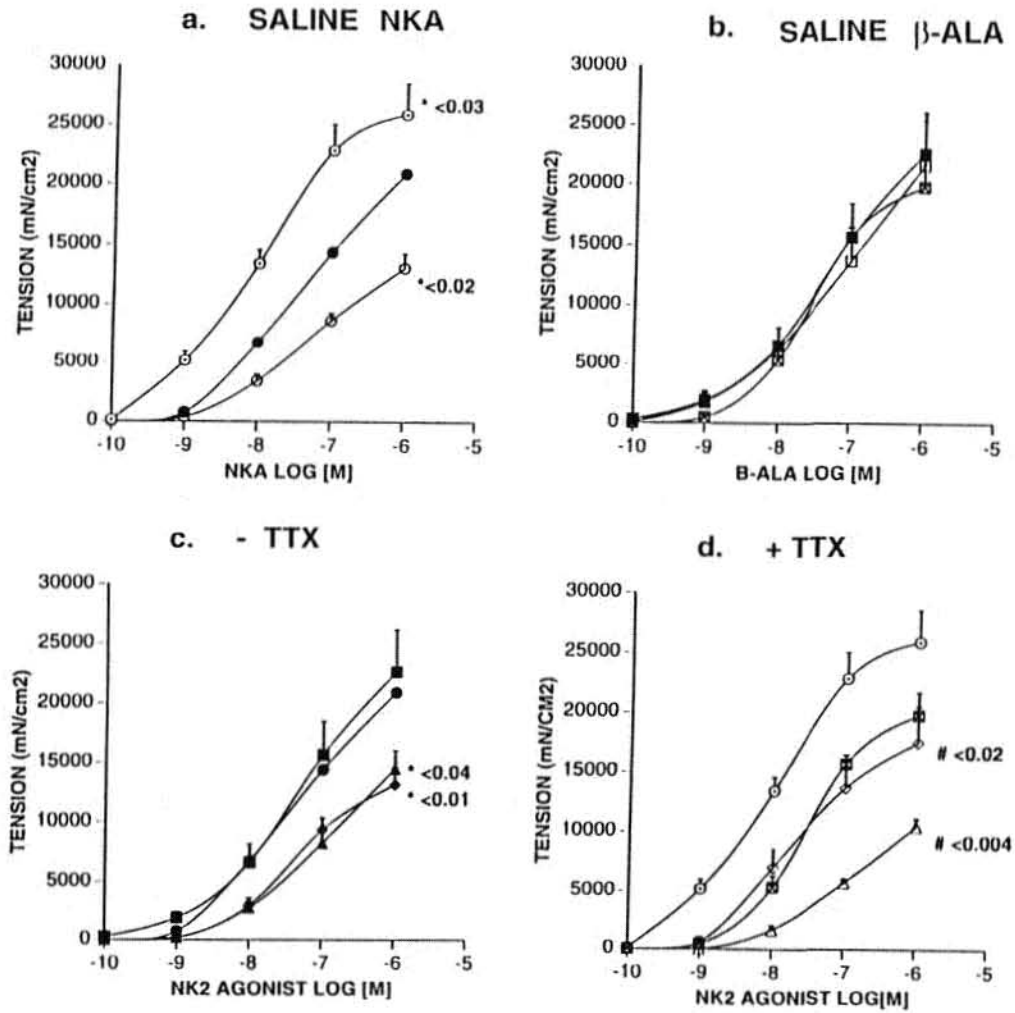 a. SALINE NKA
30000
25000
20000
15000
10000
5000
0
TENSION (mN/cm2)
* <0.03
* <0.02
-10 -9 -8 -7 -6 -5
NKA LOG [M]
b. SALINE β-ALA
30000
25000
20000
15000
10000
5000
0
TENSION (mN/cm2)
-10 -9 -8 -7 -6 -5
B-ALA LOG [M]
c. - TTX
30000
25000
20000
15000
10000
5000
0
TENSION (mN/cm2)
* <0.04
* <0.01
-10 -9 -8 -7 -6 -5
NK2 AGONIST LOG [M]
d. + TTX
30000
25000
20000
15000
10000
5000
0
TENSION (mN/CM2)
# <0.02
# <0.004
-10 -9 -8 -7 -6 -5
NK2 AGONIST LOG[M]